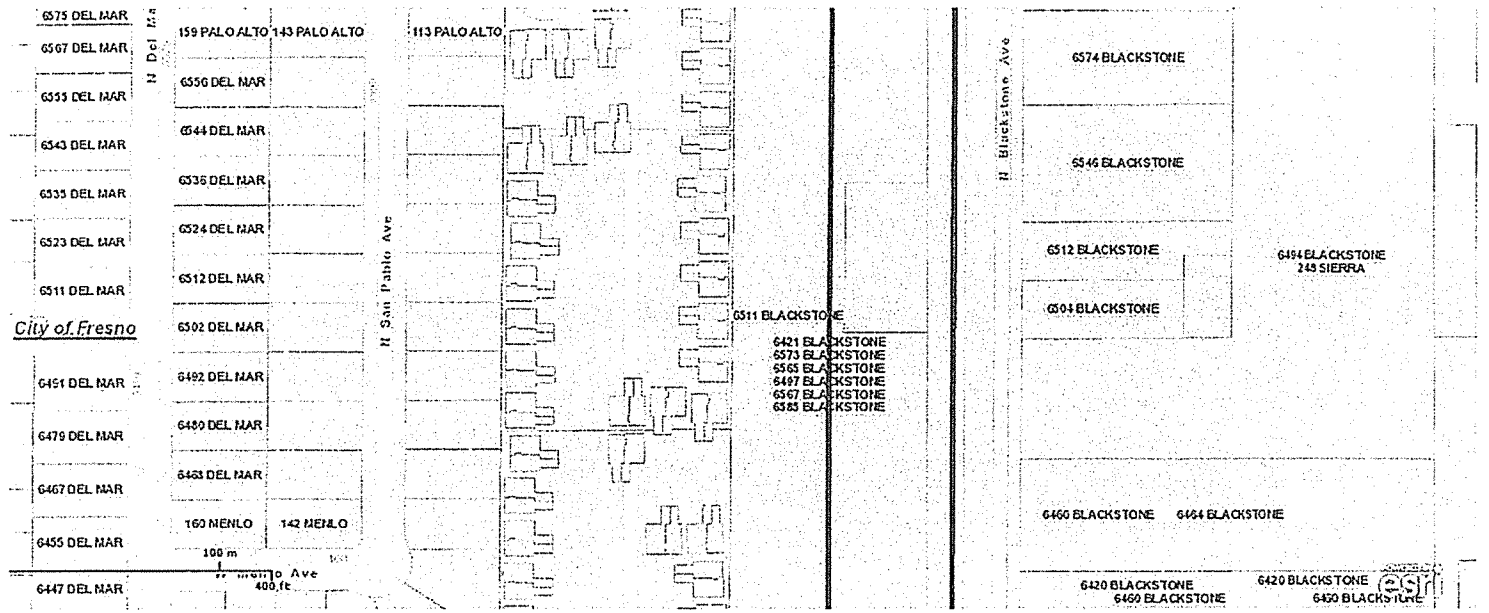 6575 DEL MAR
6567 DEL MAR
6555 DEL MAR
6543 DEL MAR
6535 DEL MAR
6523 DEL MAR
6511 DEL MAR
City of Fresno
6491 DEL MAR
6479 DEL MAR
6467 DEL MAR
6455 DEL MAR
6447 DEL MAR
N Del Ma
159 PALO ALTO
143 PALO ALTO
113 PALO ALTO
6556 DEL MAR
6544 DEL MAR
6536 DEL MAR
6524 DEL MAR
6512 DEL MAR
6502 DEL MAR
6492 DEL MAR
6480 DEL MAR
6468 DEL MAR
160 MENLO
142 MENLO
100 m
400 ft
Ave
N San Pablo Ave
6511 BLACKSTONE
6421 BLACKSTONE
6573 BLACKSTONE
6565 BLACKSTONE
6497 BLACKSTONE
6567 BLACKSTONE
6585 BLACKSTONE
N Blackstone Ave
6574 BLACKSTONE
6546 BLACKSTONE
6512 BLACKSTONE
6504 BLACKSTONE
6494 BLACKSTONE
248 SIERRA
6466 BLACKSTONE
6464 BLACKSTONE
6420 BLACKSTONE
6460 BLACKSTONE
6420 BLACKSTONE
6460 BLACKSTONE
esri